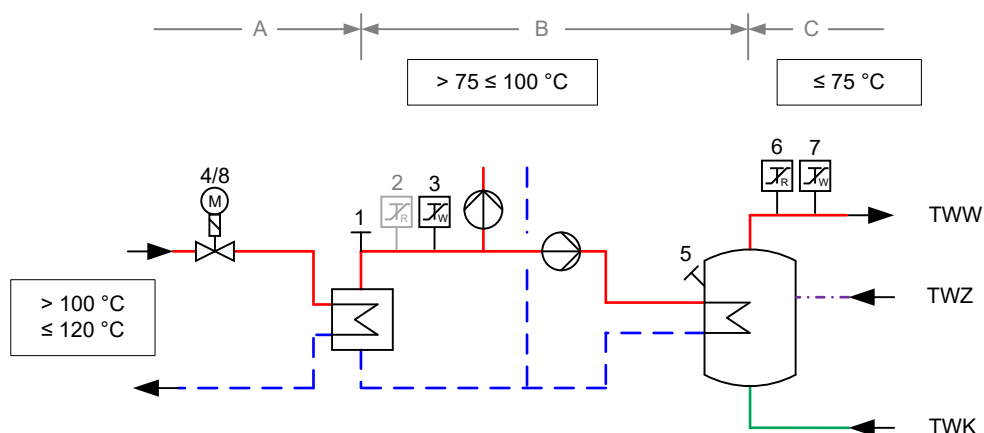 A
B
C
> 75 ≤ 100 °C
≤ 75 °C
4/8
M
1
2
R
3
W
6
R
7
W
TWW
5
> 100 °C
≤ 120 °C
TWZ
TWK